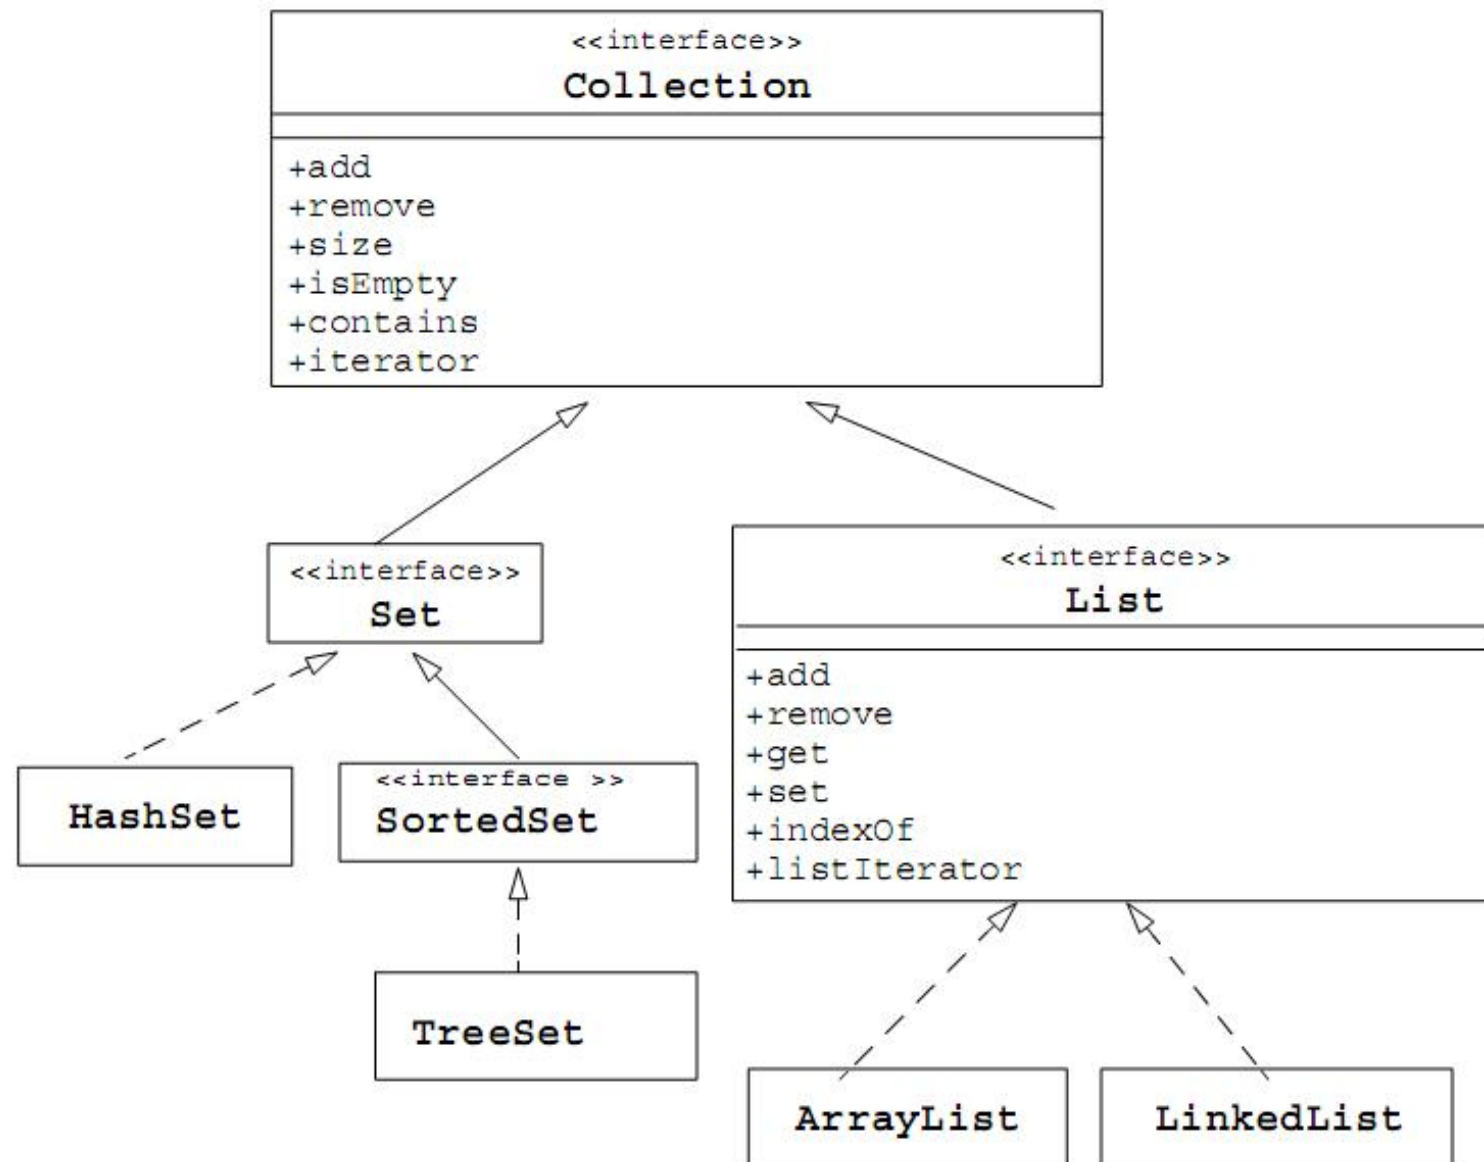 <<interface>>
Collection
+add
+remove
+size
+isEmpty
+contains
+iterator
<<interface>>
Set
<<interface>>
List
+add
+remove
+get
+set
+indexOf
+listIterator
HashSet
<<interface >>
SortedSet
TreeSet
ArrayList
LinkedList